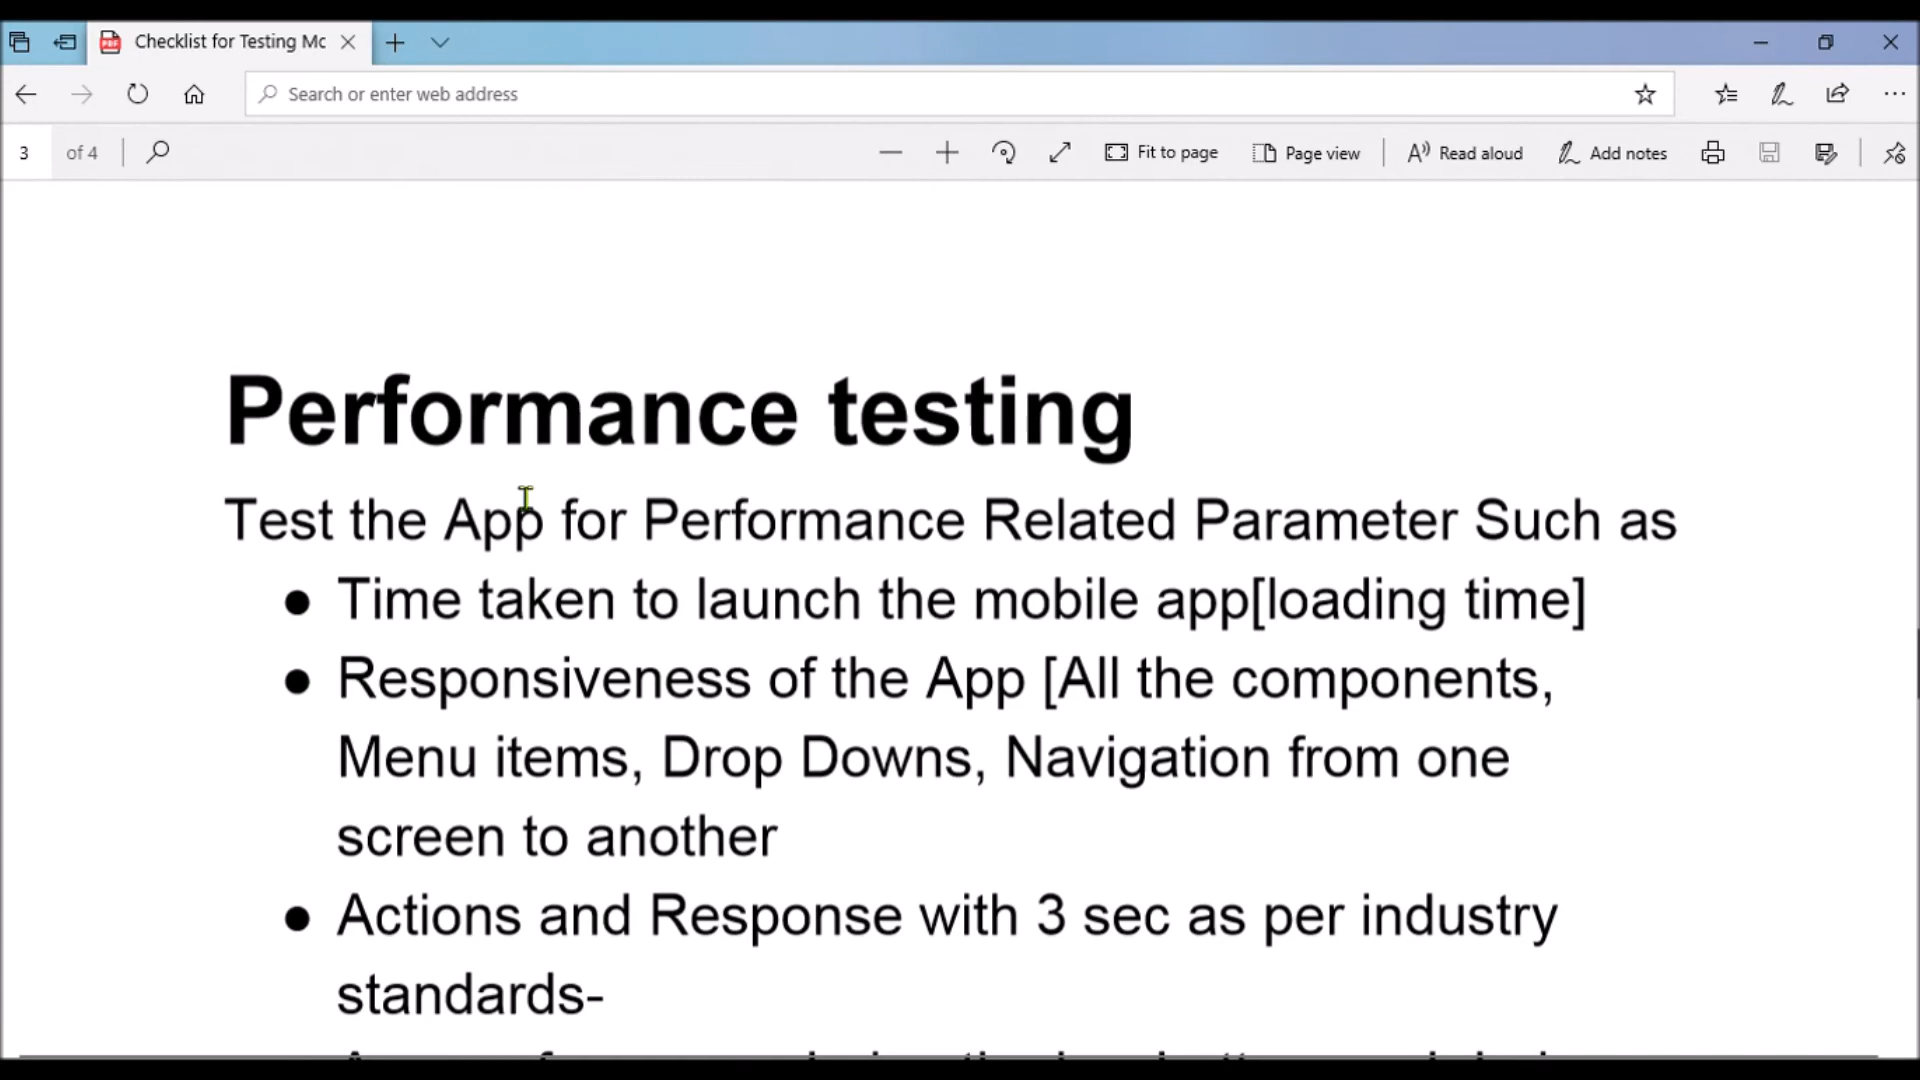 Checklist for Testing Mc
Search or enter web address
3 of 4 Fit to page Page view Read aloud Add notes
Performance testing
Test the App for Performance Related Parameter Such as
● Time taken to launch the mobile app[loading time]
● Responsiveness of the App [All the components,
Menu items, Drop Downs, Navigation from one
screen to another
● Actions and Response with 3 sec as per industry
standards-